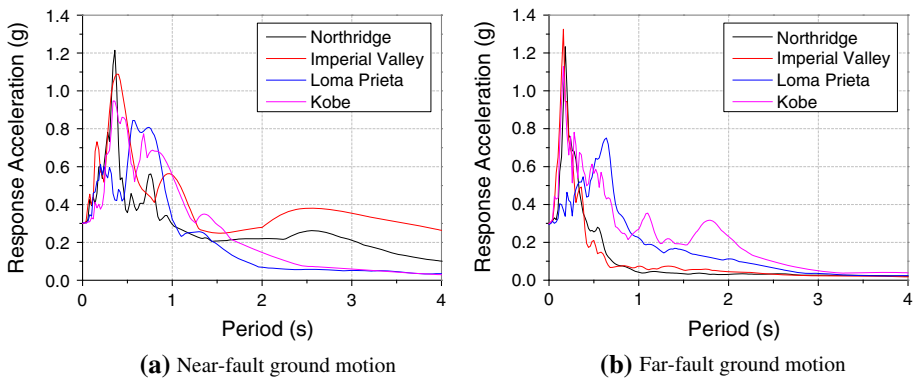 1.4
1.2
1.0
0.8
0.6
0.4
0.2
0.0
Response Acceleration (g)
0 1 2 3 4
Period (s)
Northridge
Imperial Valley
Loma Prieta
Kobe
(a) Near-fault ground motion
1.4
1.2
1.0
0.8
0.6
0.4
0.2
0.0
Response Acceleration (g)
0 1 2 3 4
Period (s)
Northridge
Imperial Valley
Loma Prieta
Kobe
(b) Far-fault ground motion